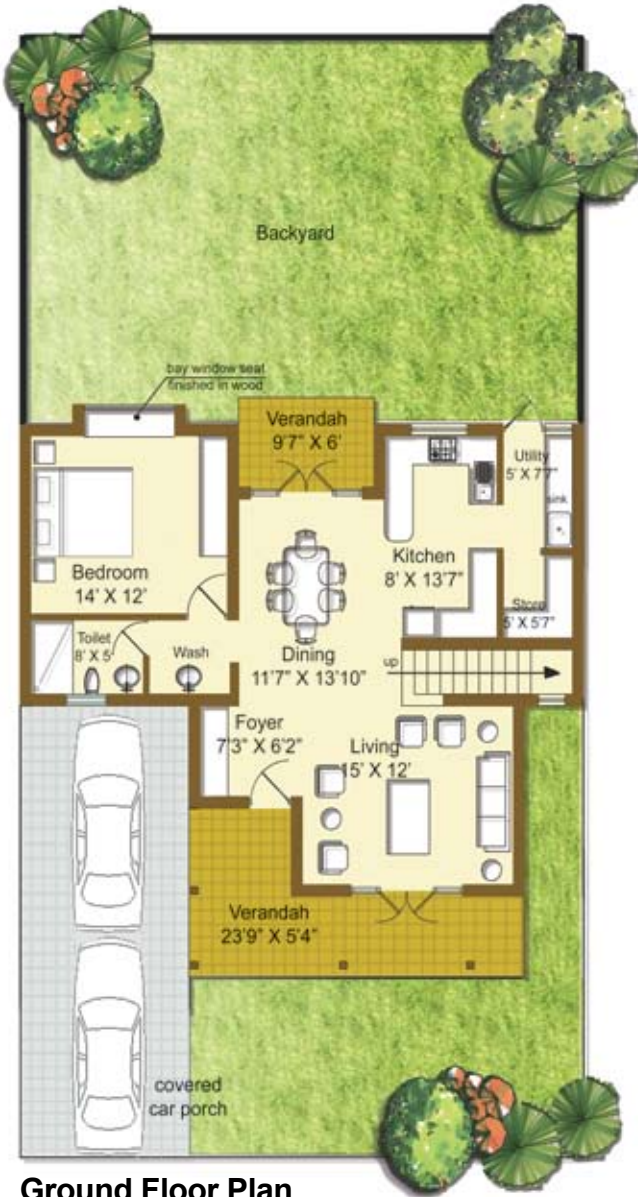 Backyard
bay window seat
finished in wood
Verandah
9'7" X 6'
Utility
5' X 7'7"
sink
Bedroom
14' X 12'
Kitchen
8' X 13'7"
Store
5' X 5'7"
Toilet
8' X 5'
Wash
Dining
11'7" X 13'10"
up
Foyer
7'3" X 6'2"
Living
15' X 12'
Verandah
23'9" X 5'4"
covered
car porch
Ground Floor Plan